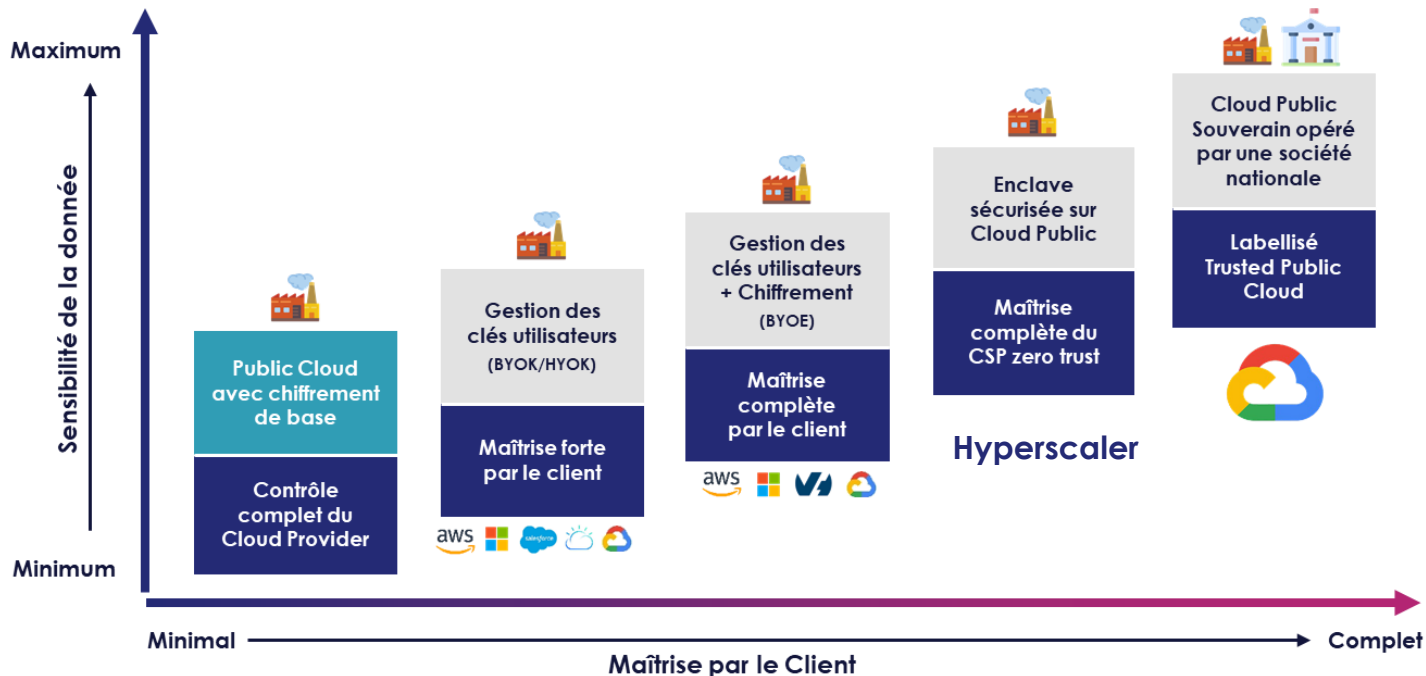 Maximum
Sensibilité de la donnée
Minimum
Public Cloud
avec chiffrement
de base
Contrôle
complet du
Cloud Provider
Gestion des
clés utilisateurs
(BYOK/HYOK)
Maîtrise forte
par le client
aws
salesforce
Gestion des
clés utilisateurs
+ Chiffrement
(BYOE)
Maîtrise
complète
par le client
aws
Enclave
sécurisée sur
Cloud Public
Maîtrise
complète du
CSP zero trust
Hyperscaler
Cloud Public
Souverain opéré
par une société
nationale
Labellisé
Trusted Public
Cloud
Minimal
Complet
Maîtrise par le Client